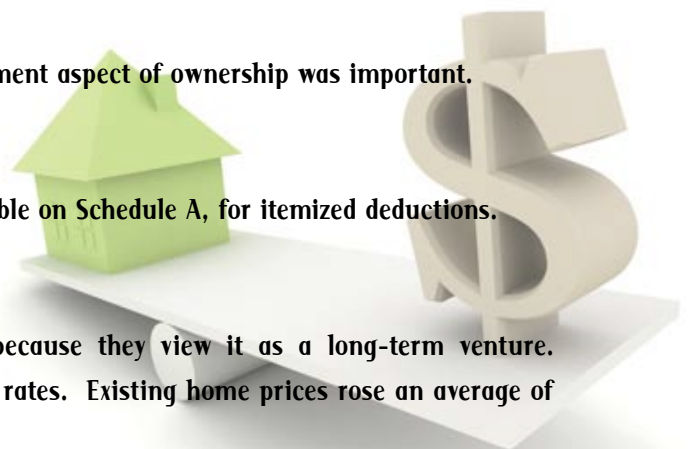 ment aspect of ownership was important.
ble on Schedule A, for itemized deductions.
because they view it as a long-term venture.
rates. Existing home prices rose an average of